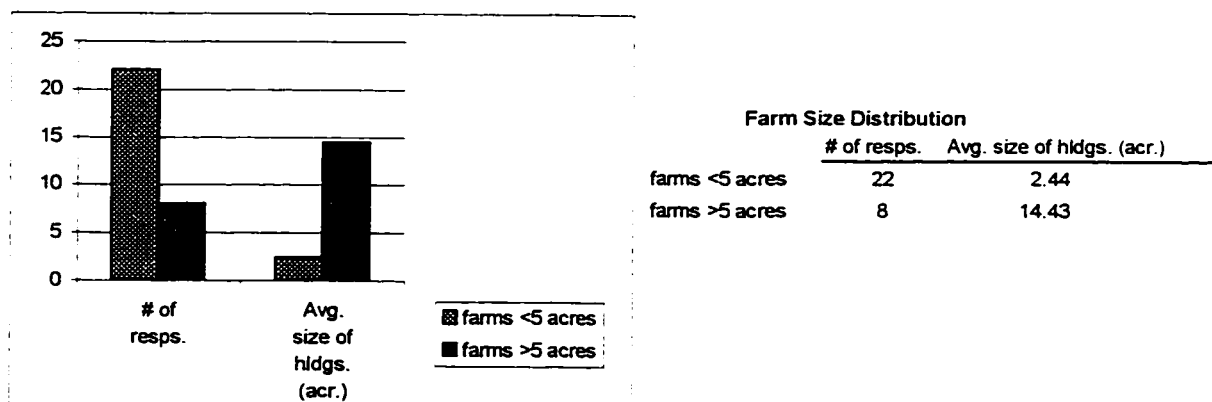 25
20
15
10
5
0
# of
resps.
Avg.
size of
hldgs.
(acr.)
farms <5 acres
farms >5 acres
Farm Size Distribution
# of resps. Avg. size of hldgs. (acr.)
farms <5 acres 22 2.44
farms >5 acres 8 14.43